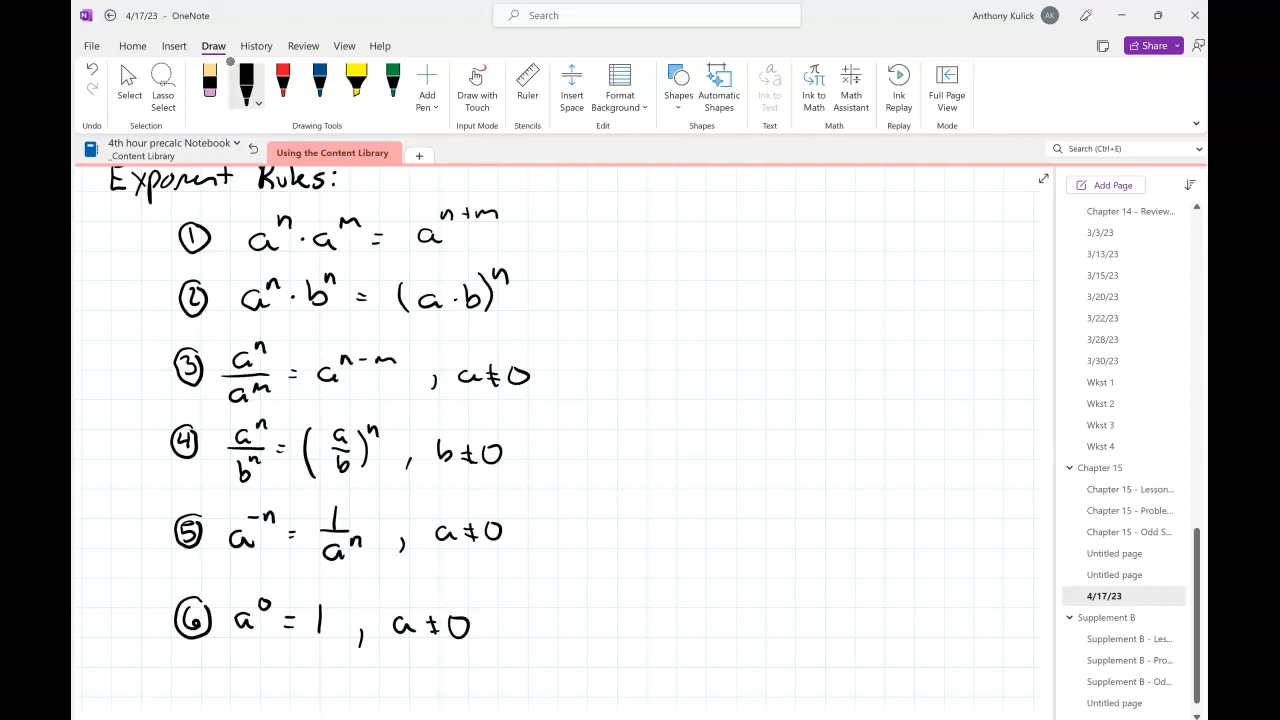 4/17/23 • OneNote
Search
Anthony Kulick AK
File Home Insert Draw History Review View Help
Share
Select
Lasso Select
Add Pen
Draw with Touch
Ruler
Insert Space
Format Background
Shapes
Automatic Shapes
Ink to Text
Ink to Math
Math Assistant
Ink Replay
Full Page View
Undo Selection Drawing Tools Input Mode Stencils Edit Shapes Text Math Replay Mode
4th hour precalc Notebook
_Content Library
Using the Content Library
+
Search (Ctrl+E)
Add Page
Exponent Rules:
① aⁿ · aᵐ = aⁿ⁺ᵐ
② aⁿ · bⁿ = (a · b)ⁿ
③ aⁿ/aᵐ = aⁿ⁻ᵐ , a ≠ 0
④ aⁿ/bⁿ = (a/b)ⁿ , b ≠ 0
⑤ a⁻ⁿ = 1/aⁿ , a ≠ 0
⑥ a⁰ = 1 , a ≠ 0
Chapter 14 - Review...
3/3/23
3/13/23
3/15/23
3/20/23
3/22/23
3/28/23
3/30/23
Wkst 1
Wkst 2
Wkst 3
Wkst 4
Chapter 15
Chapter 15 - Lesson...
Chapter 15 - Proble...
Chapter 15 - Odd S...
Untitled page
Untitled page
4/17/23
Supplement B
Supplement B - Les...
Supplement B - Pro...
Supplement B - Od...
Untitled page